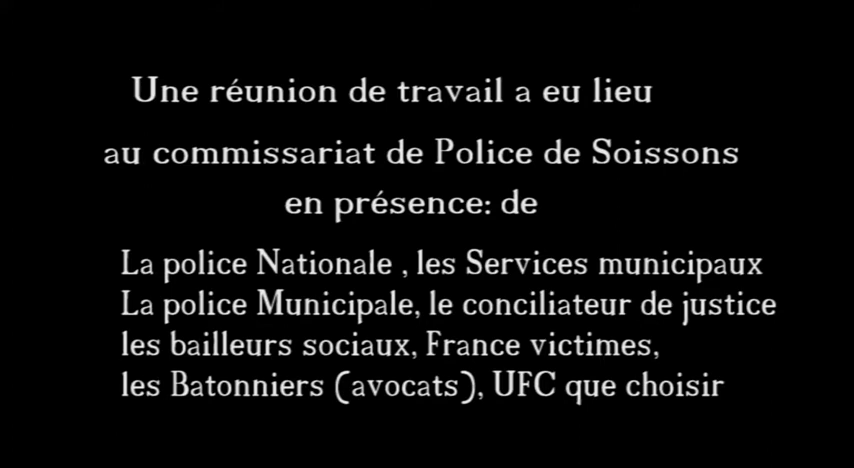 Une réunion de travail a eu lieu
au commissariat de Police de Soissons
en présence: de
La police Nationale , les Services municipaux
La police Municipale, le conciliateur de justice
les bailleurs sociaux, France victimes,
les Batonniers (avocats), UFC que choisir